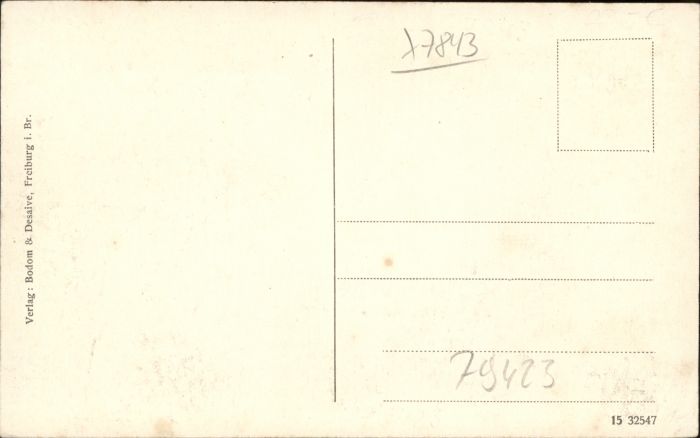 Verlag: Bodom & Desaive, Freiburg i. Br.
X7843
79423
15 32547